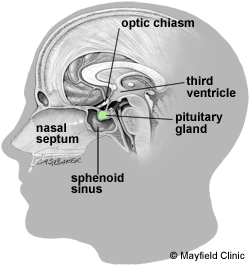 optic chiasm
third
ventricle
nasal
septum
pituitary
gland
sphenoid
sinus
© Mayfield Clinic